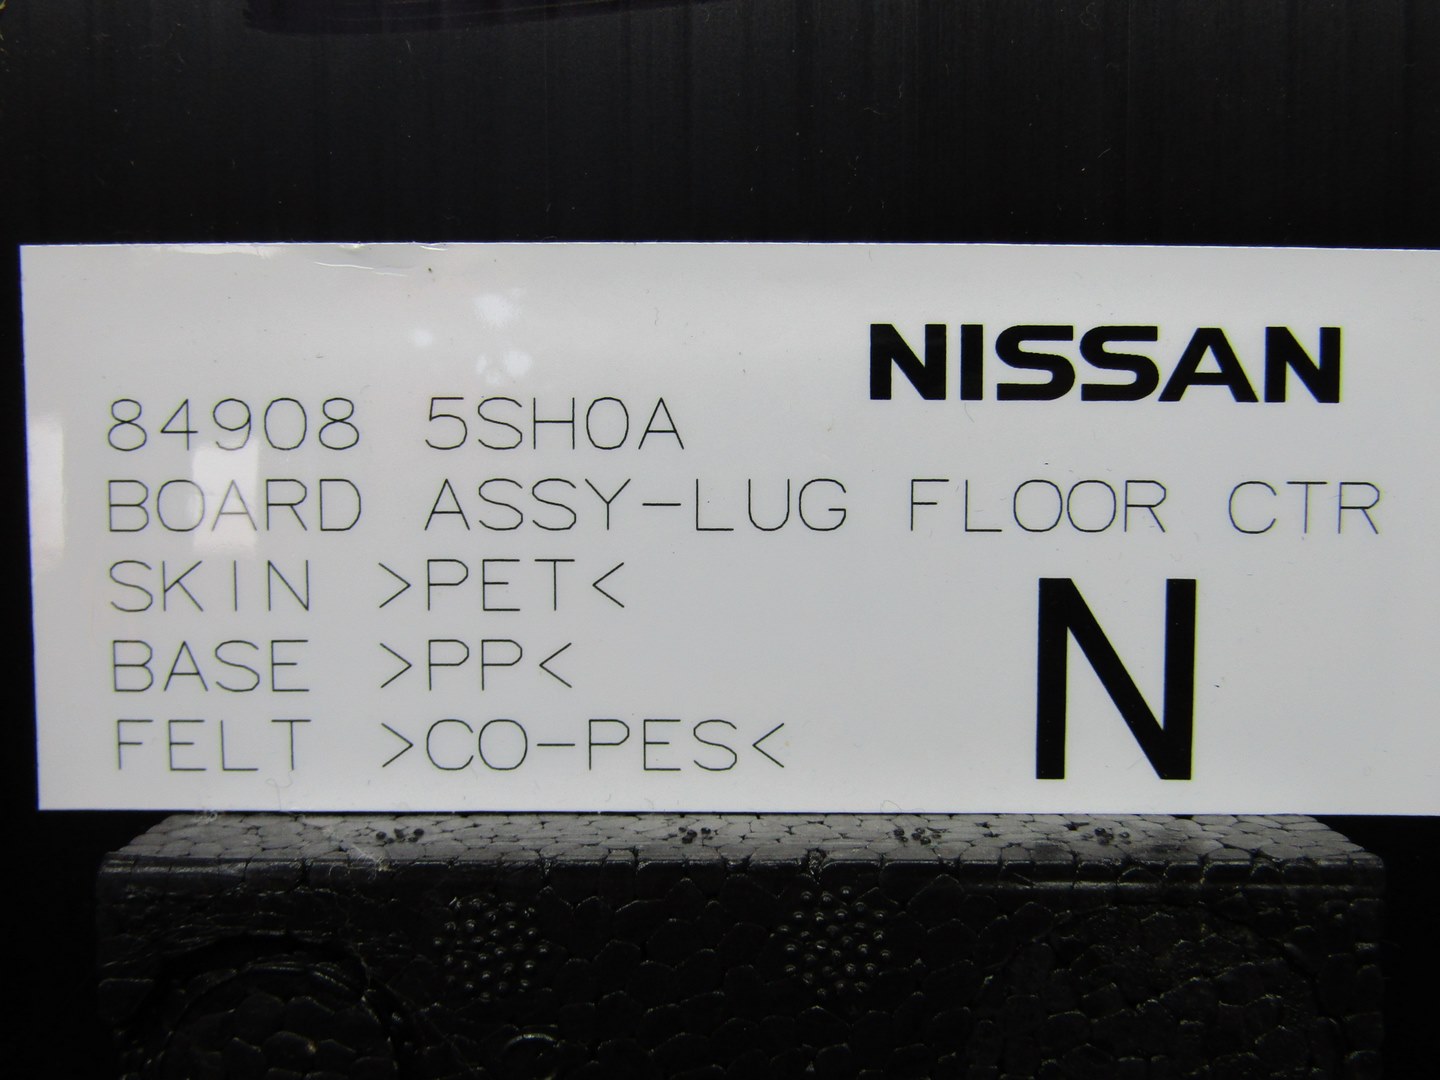 NISSAN
84908 5SH0A
BOARD ASSY-LUG FLOOR CTR
SKIN >PET<
BASE >PP<
FELT >CO-PES<
N